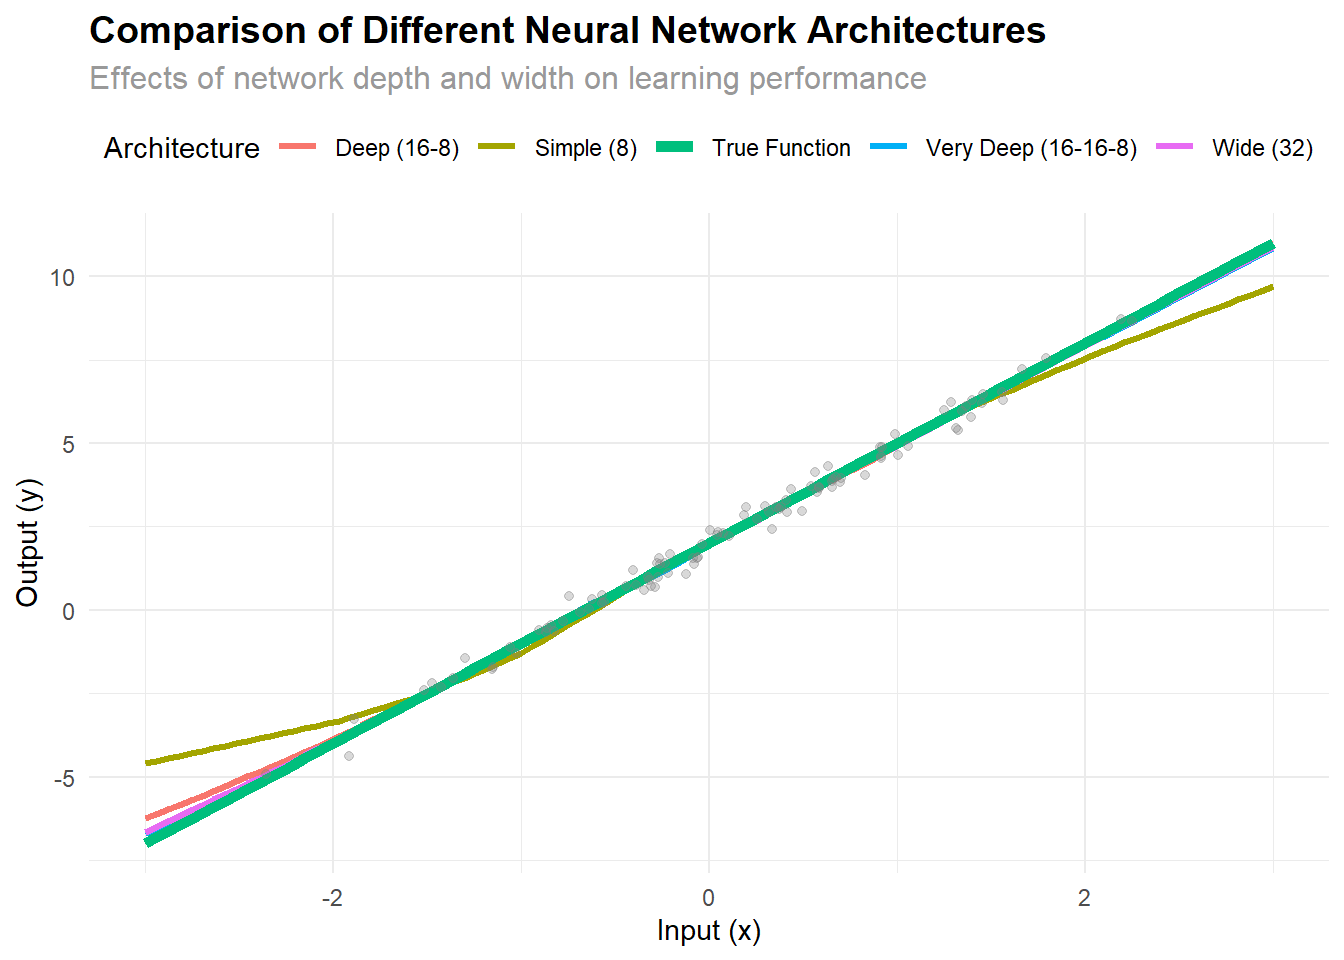 Comparison of Different Neural Network Architectures
Effects of network depth and width on learning performance
Architecture Deep (16-8) Simple (8) True Function Very Deep (16-16-8) Wide (32)
10
5
0
-5
Output (y)
-2 0 2
Input (x)